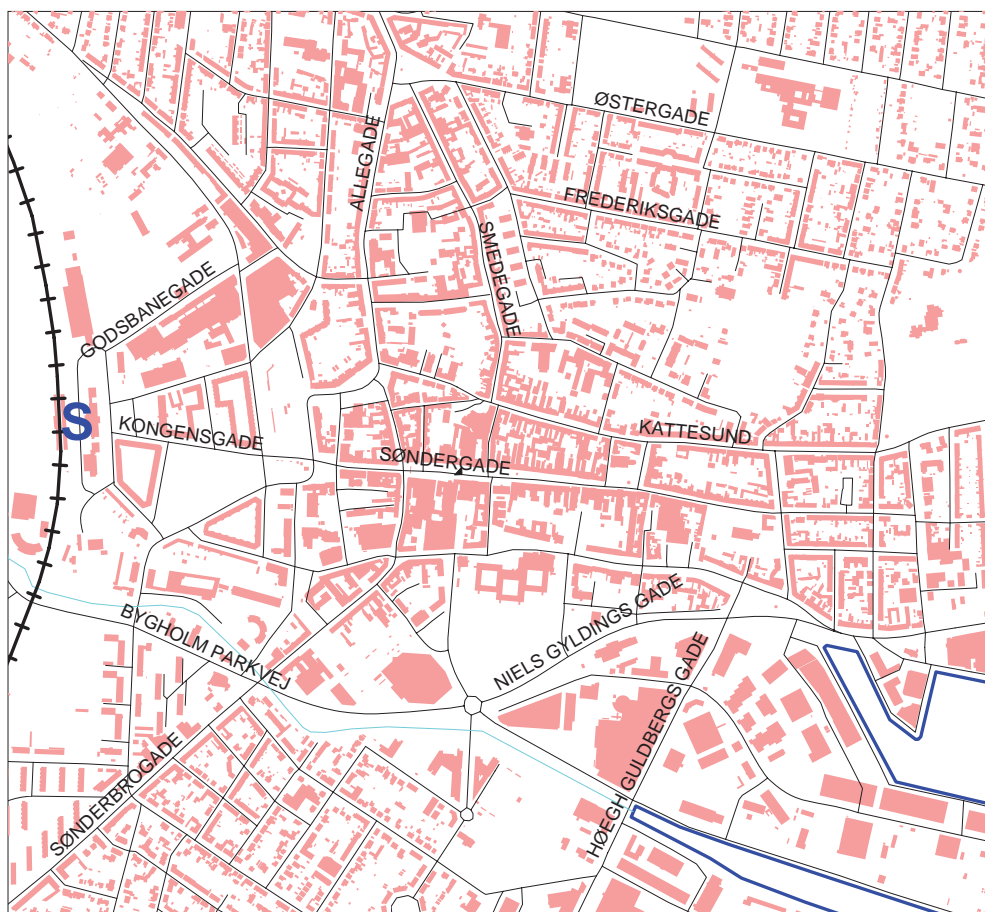 ØSTERGADE
ALLEGADE
FREDERIKSGADE
SMEDEGADE
GODSBANEGADE
S
KONGENSGADE
KATTESUND
SØNDERGADE
BYGHOLM PARKVEJ
NIELS GYLDINGS GADE
HØEGH GULDBERGS GADE
SØNDERBROGADE